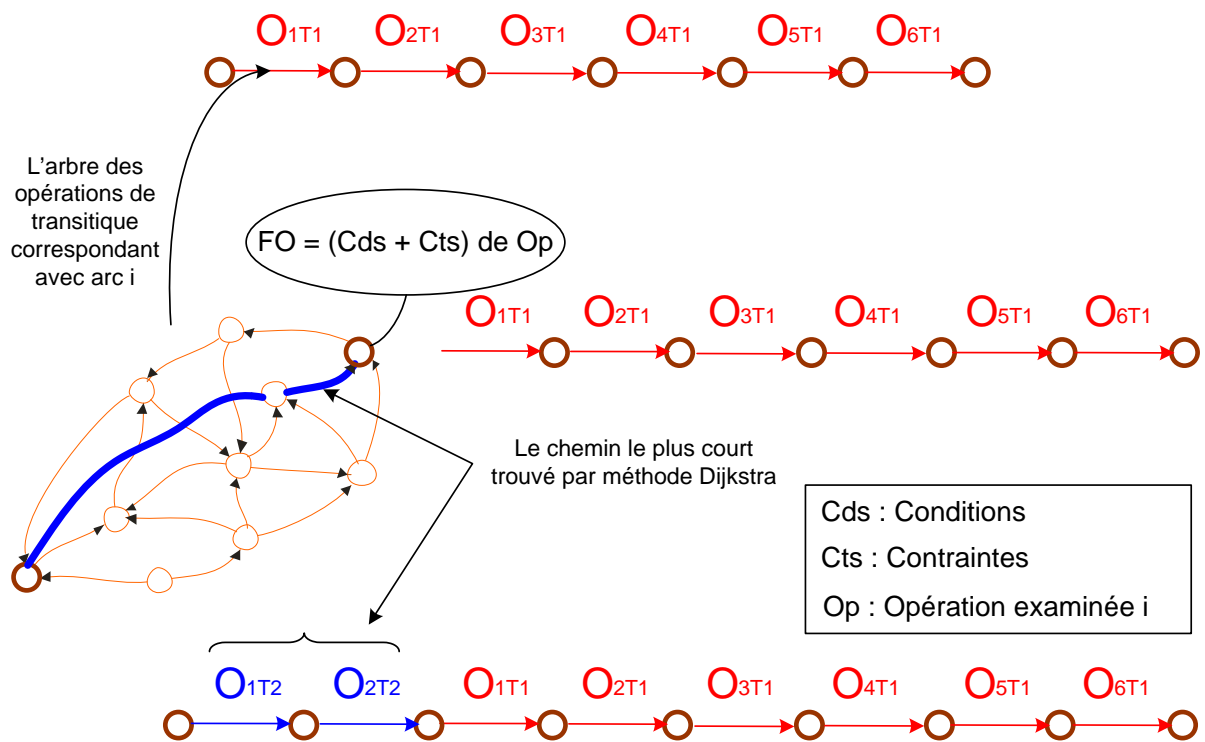 O1T1 O2T1 O3T1 O4T1 O5T1 O6T1
L'arbre des
opérations de
transitique
correspondant
avec arc i
FO = (Cds + Cts) de Op
O1T1 O2T1 O3T1 O4T1 O5T1 O6T1
Le chemin le plus court
trouvé par méthode Dijkstra
Cds : Conditions
Cts : Contraintes
Op : Opération examinée i
O1T2 O2T2 O1T1 O2T1 O3T1 O4T1 O5T1 O6T1